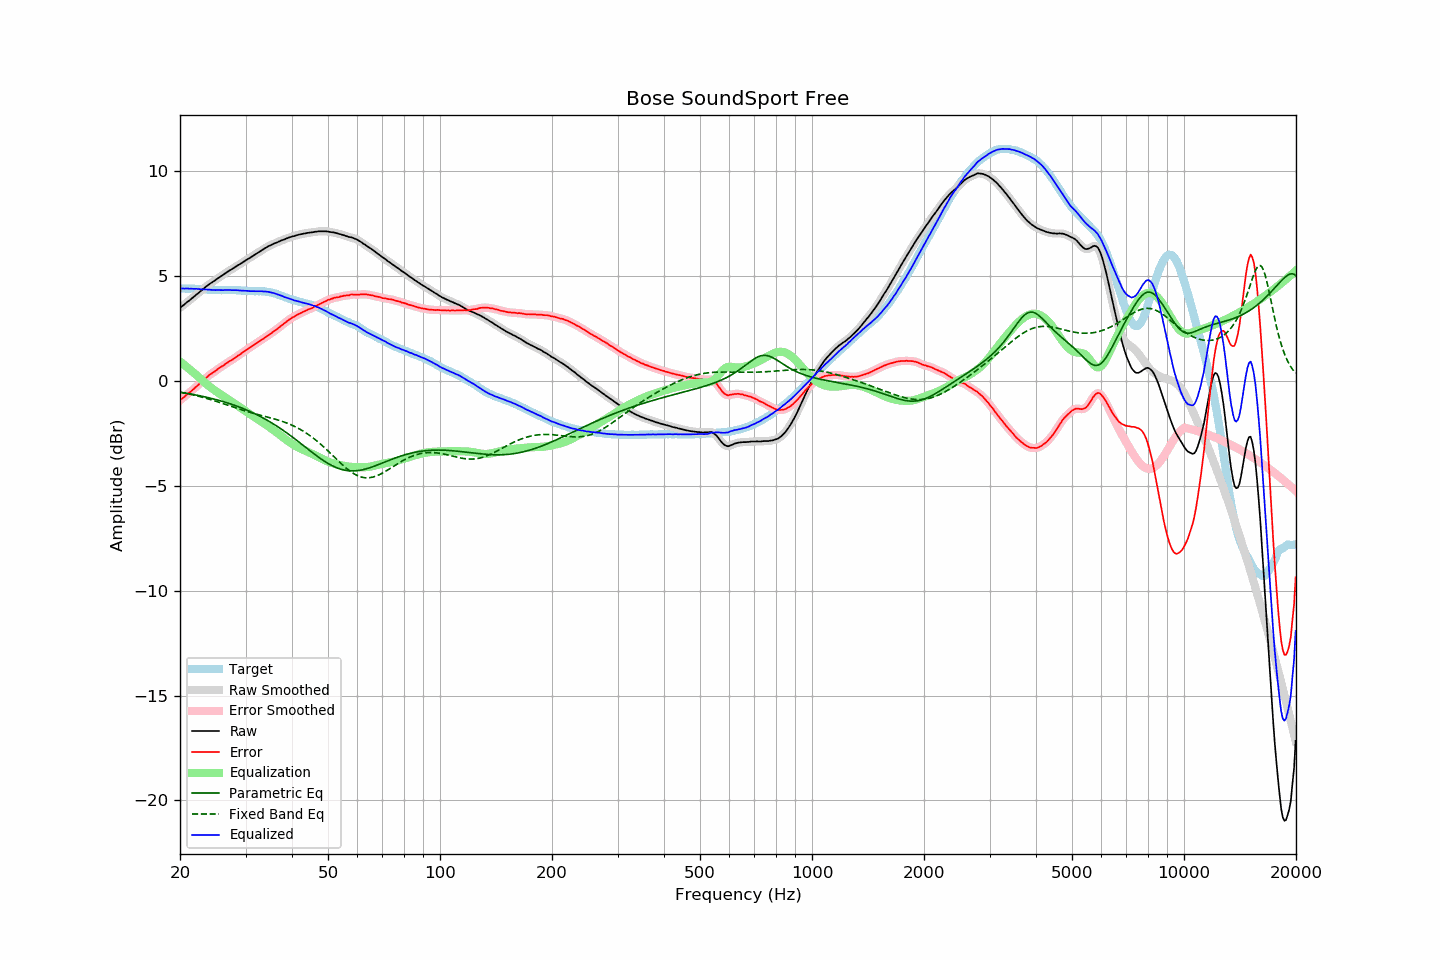 Bose SoundSport Free
Amplitude (dBr)
10
5
0
−5
−10
−15
−20
Target
Raw Smoothed
Error Smoothed
Raw
Error
Equalization
Parametric Eq
Fixed Band Eq
Equalized
20 50 100 200 500 1000 2000 5000 10000 20000
Frequency (Hz)